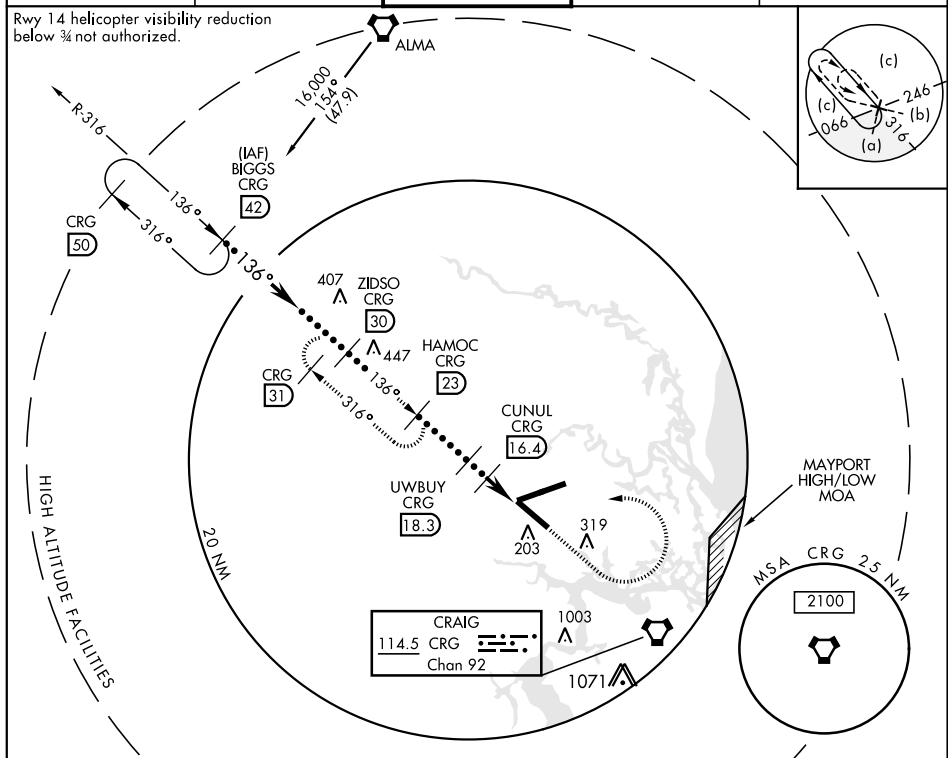 Rwy 14 helicopter visibility reduction
below ¾ not authorized.
ALMA
16,000
154°
(47.9)
R-316
(IAF)
BIGGS
CRG
42
136°
316°
CRG
50
136°
407
ZIDSO
CRG
30
447
HAMOC
CRG
23
136°
CRG
31
316°
CUNUL
CRG
16.4
UWBUY
CRG
18.3
203
319
MAYPORT
HIGH/LOW
MOA
HIGH ALTITUDE FACILITIES
20 NM
CRAIG
114.5 CRG
Chan 92
1003
1071
MSA CRG 25 NM
2100
(c)
246
(c)
(b)
066
316
(a)